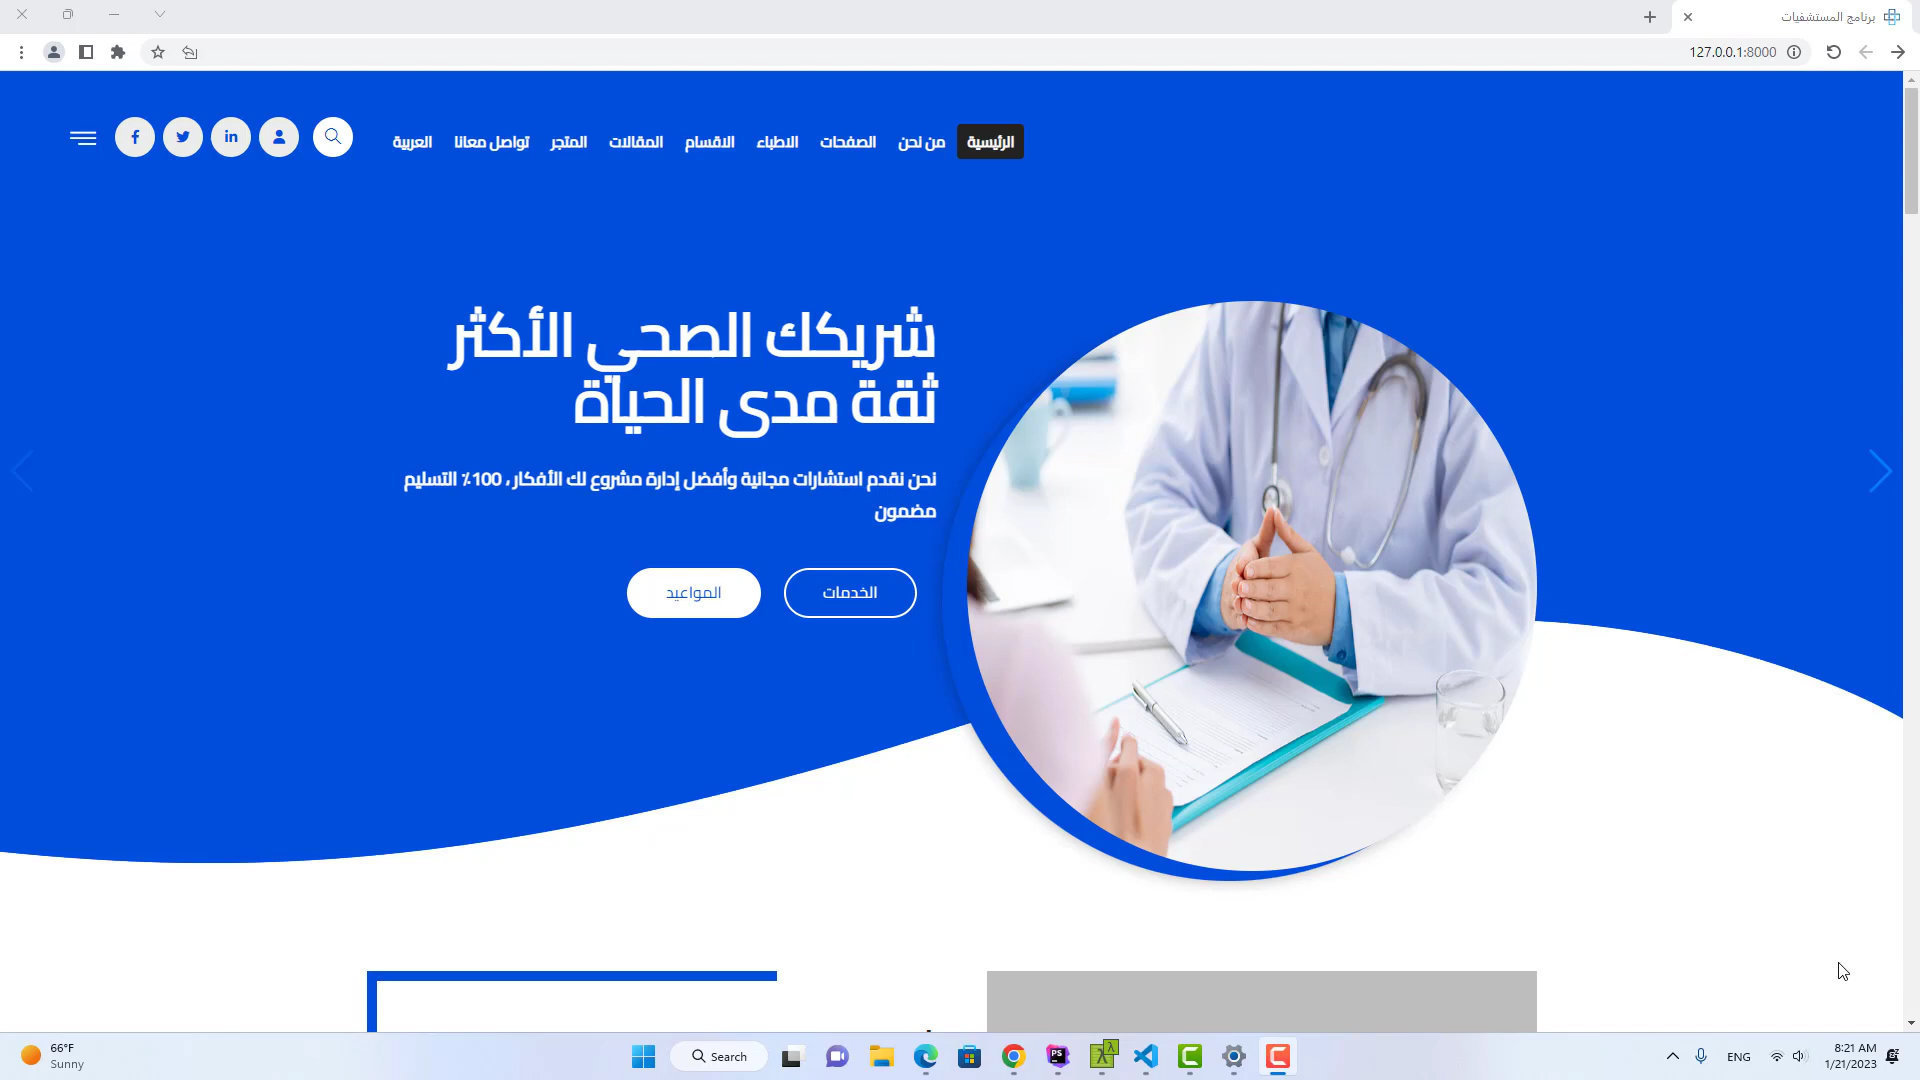 برنامج المستشفيات
127.0.0.1:8000
الرئيسية من نحن الصفحات الاطباء الاقسام المقالات المتجر تواصل معانا العربية
شريكك الصحي الأكثر
ثقة مدى الحياة
نحن نقدم استشارات مجانية وأفضل إدارة مشروع لك الأفكار ، 100٪ التسليم
مضمون
الخدمات المواعيد
66°F
Sunny
Search
ENG
8:21 AM
1/21/2023